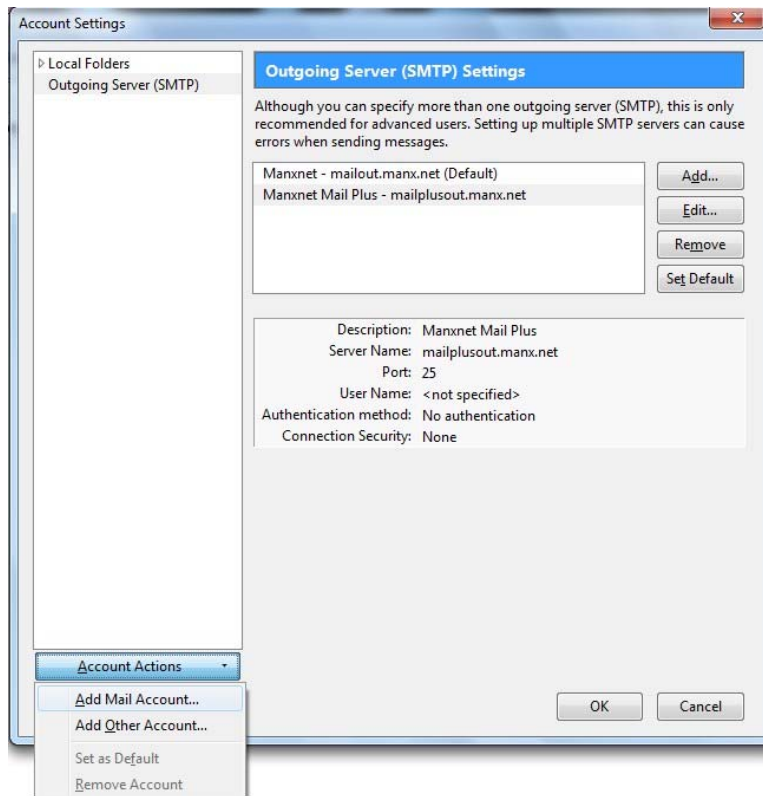 Account Settings
Local Folders
Outgoing Server (SMTP)
Outgoing Server (SMTP) Settings
Although you can specify more than one outgoing server (SMTP), this is only
recommended for advanced users. Setting up multiple SMTP servers can cause
errors when sending messages.
Manxnet - mailout.manx.net (Default)
Manxnet Mail Plus - mailplusout.manx.net
Add...
Edit...
Remove
Set Default
Description: Manxnet Mail Plus
Server Name: mailplusout.manx.net
Port: 25
User Name: <not specified>
Authentication method: No authentication
Connection Security: None
Account Actions
Add Mail Account...
Add Other Account...
Set as Default
Remove Account
OK
Cancel